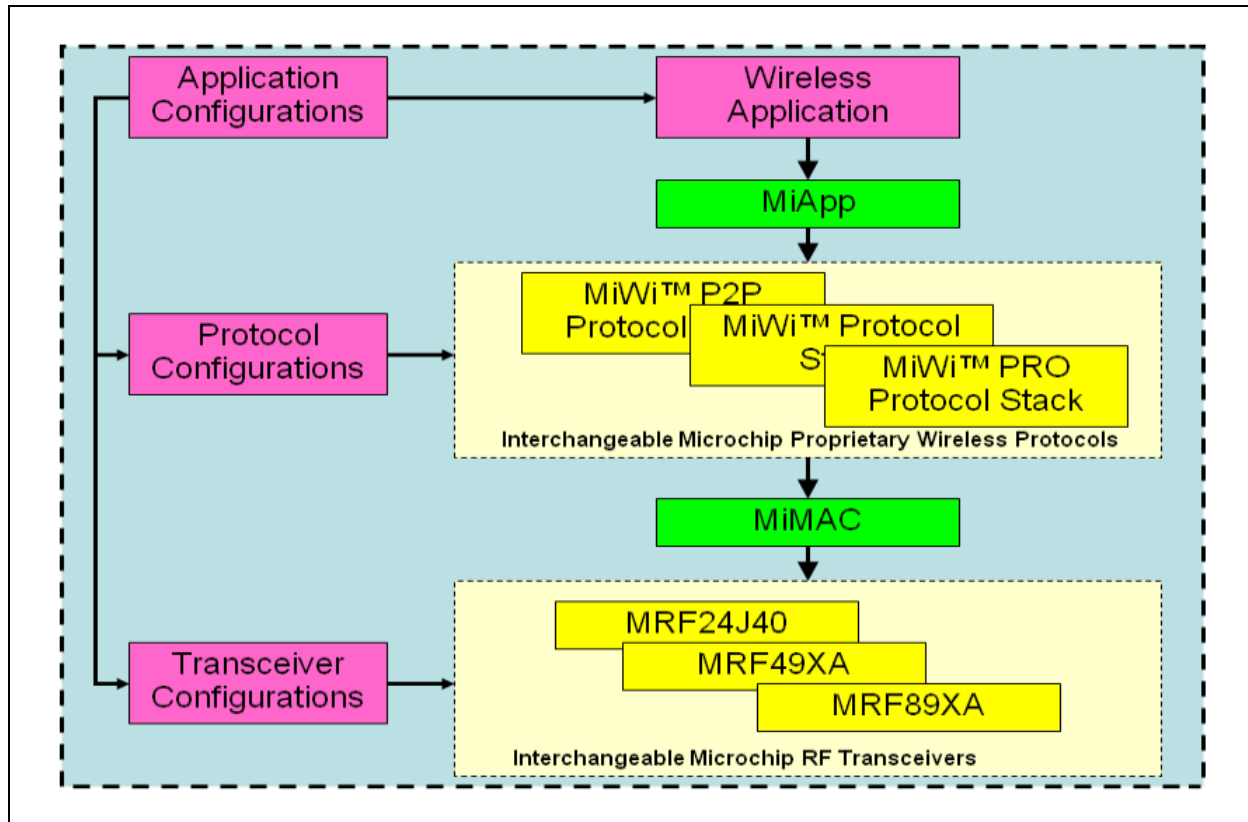 Application
Configurations
Wireless
Application
MiApp
MiWi™ P2P
Protocol
MiWi™ Protocol
MiWi™ PRO
Protocol Stack
Interchangeable Microchip Proprietary Wireless Protocols
Protocol
Configurations
MiMAC
MRF24J40
MRF49XA
MRF89XA
Interchangeable Microchip RF Transceivers
Transceiver
Configurations